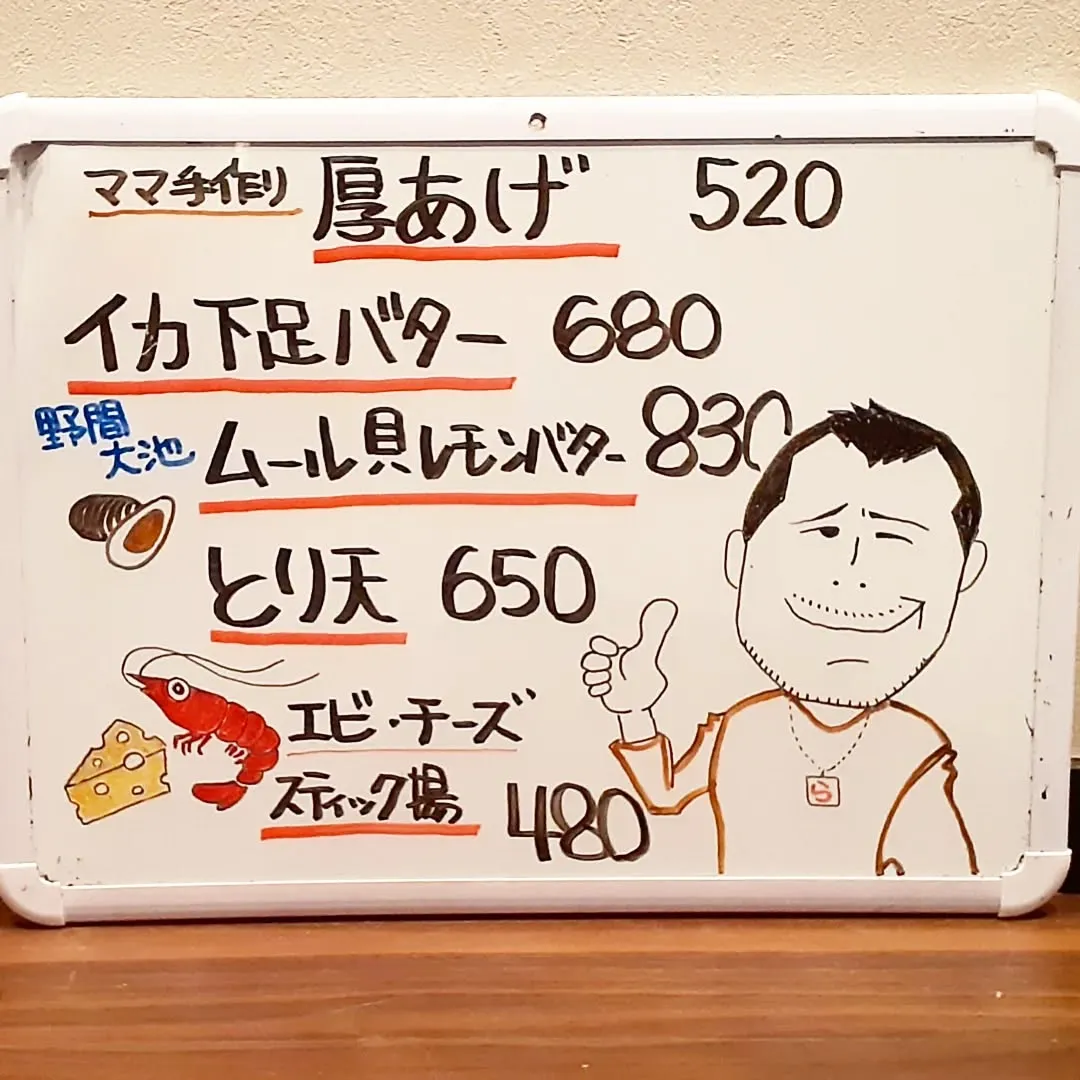 ママ手作り 厚あげ 520
イカ下足バター 680
野間
大池
ムール貝レモンバター 830
とり天 650
エビ・チーズ
スティック揚 480
ら